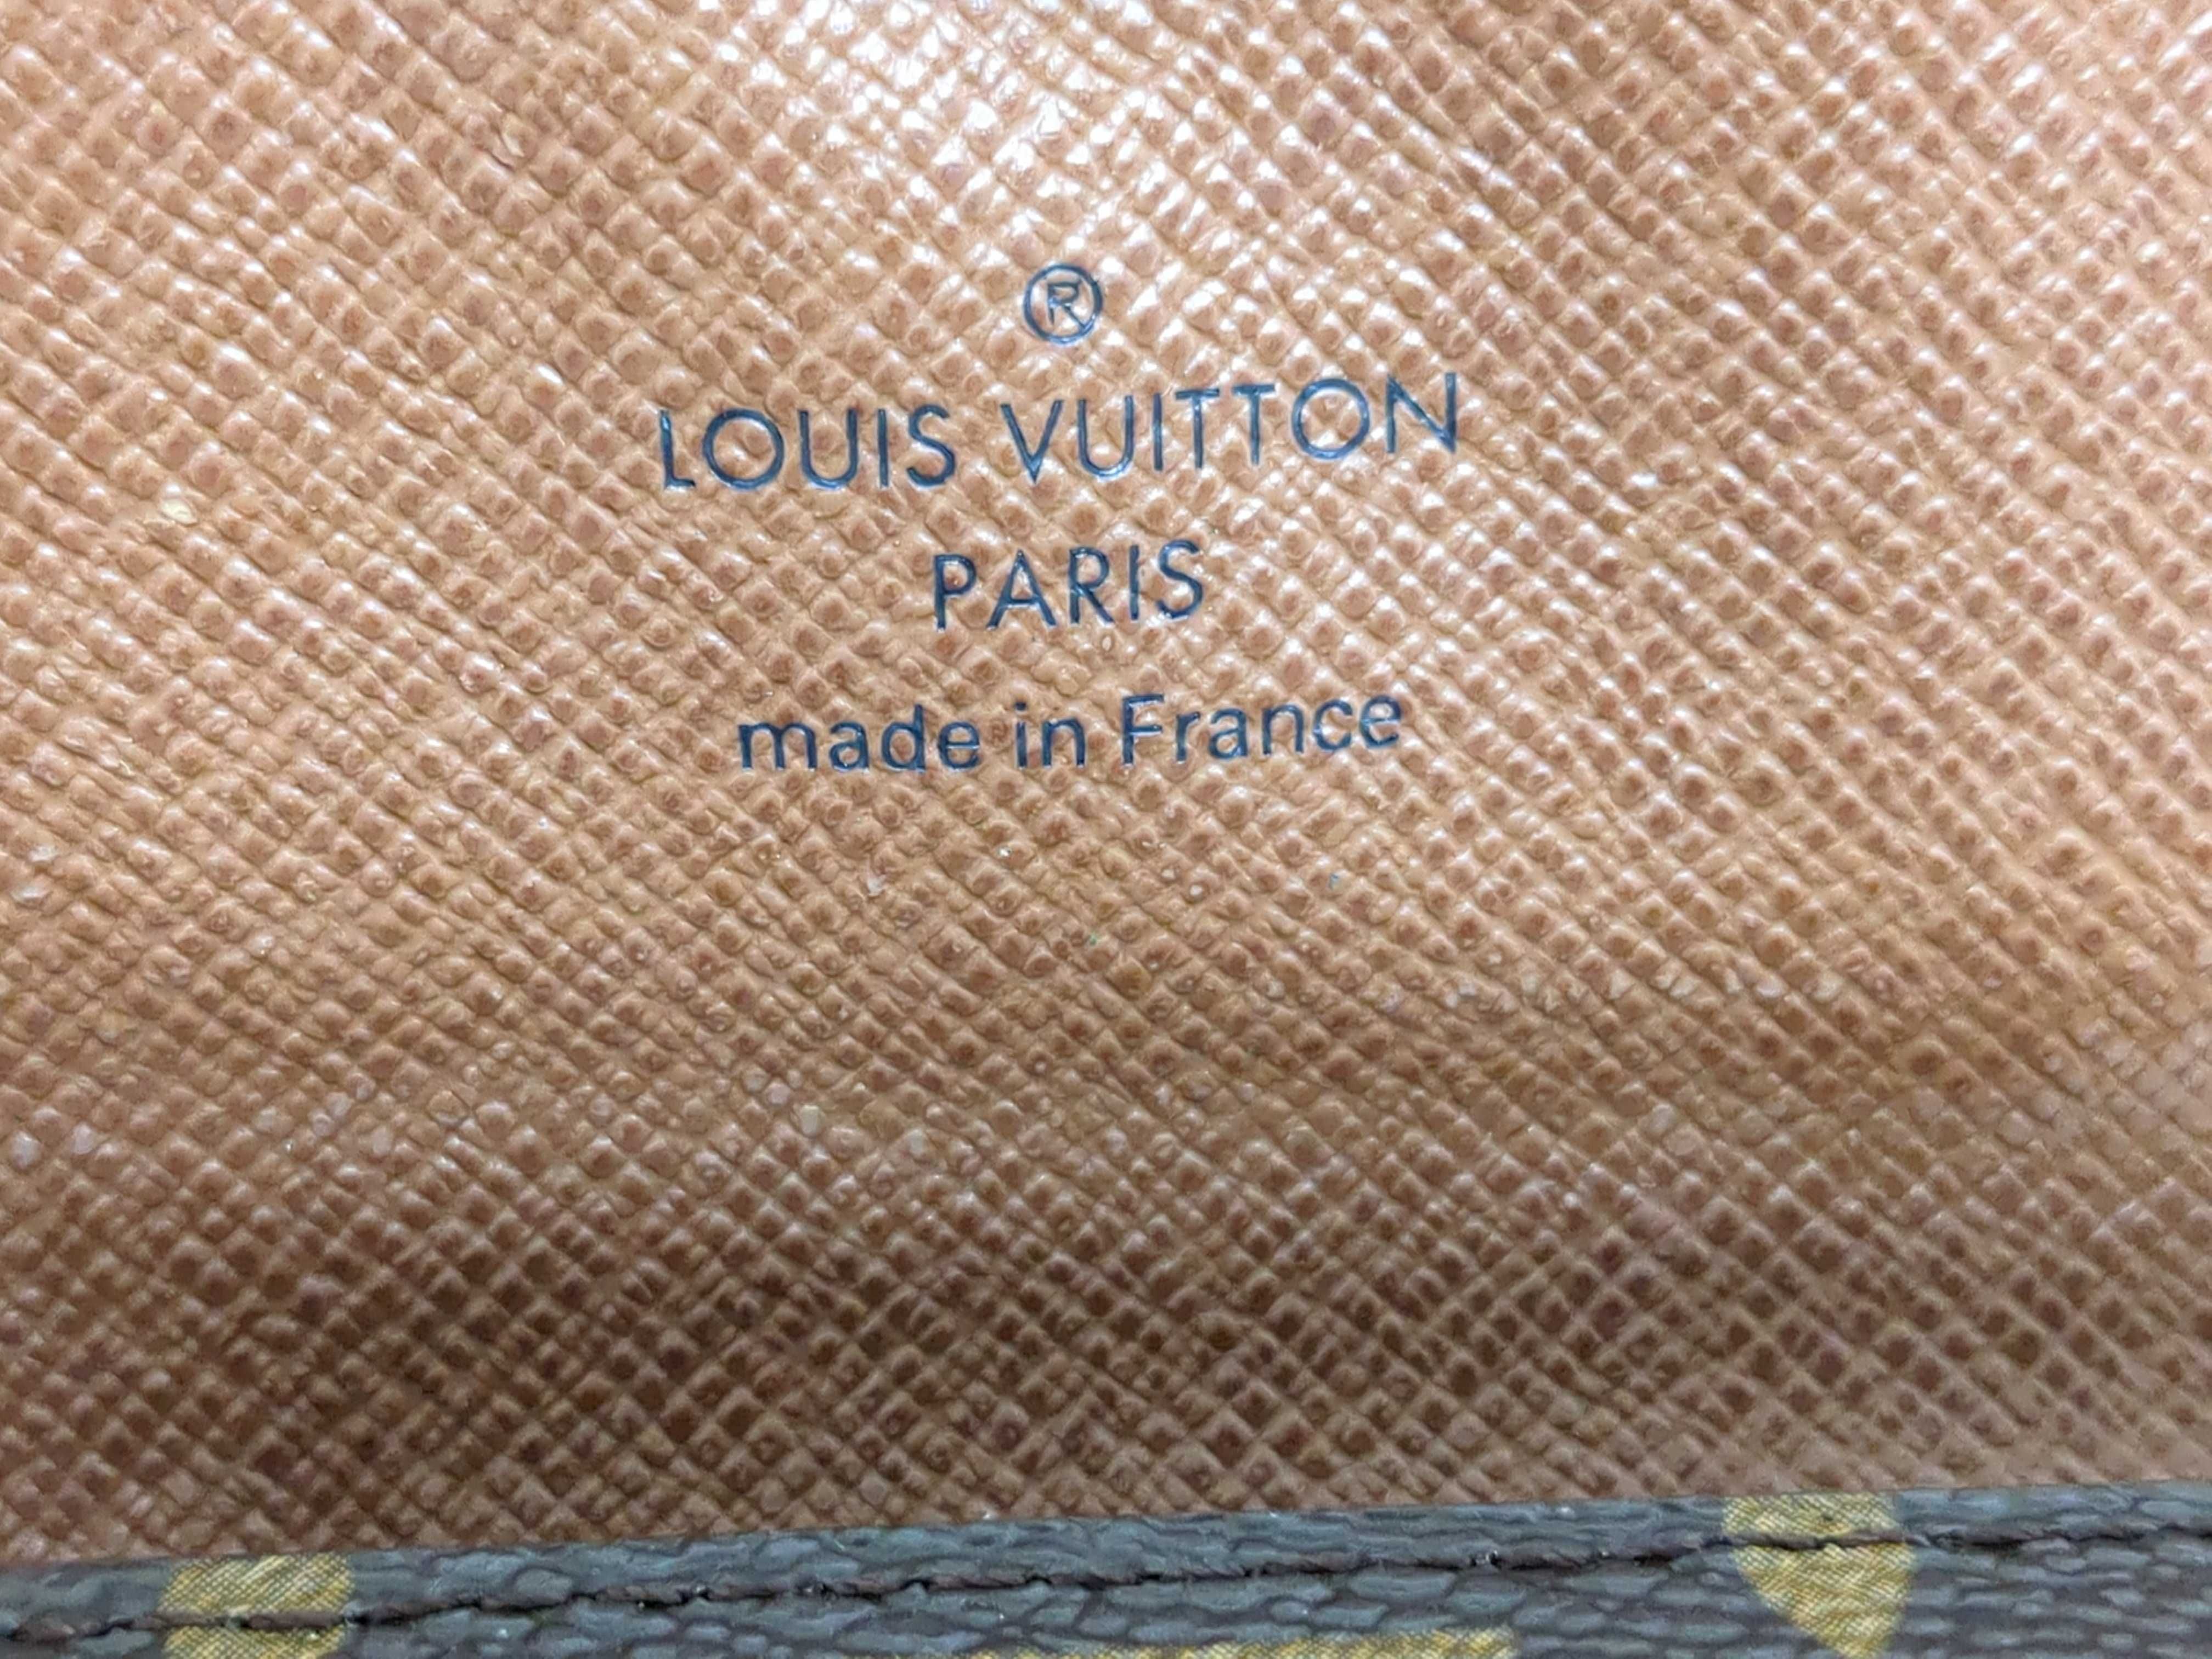 ®
LOUIS VUITTON
PARIS
made in France